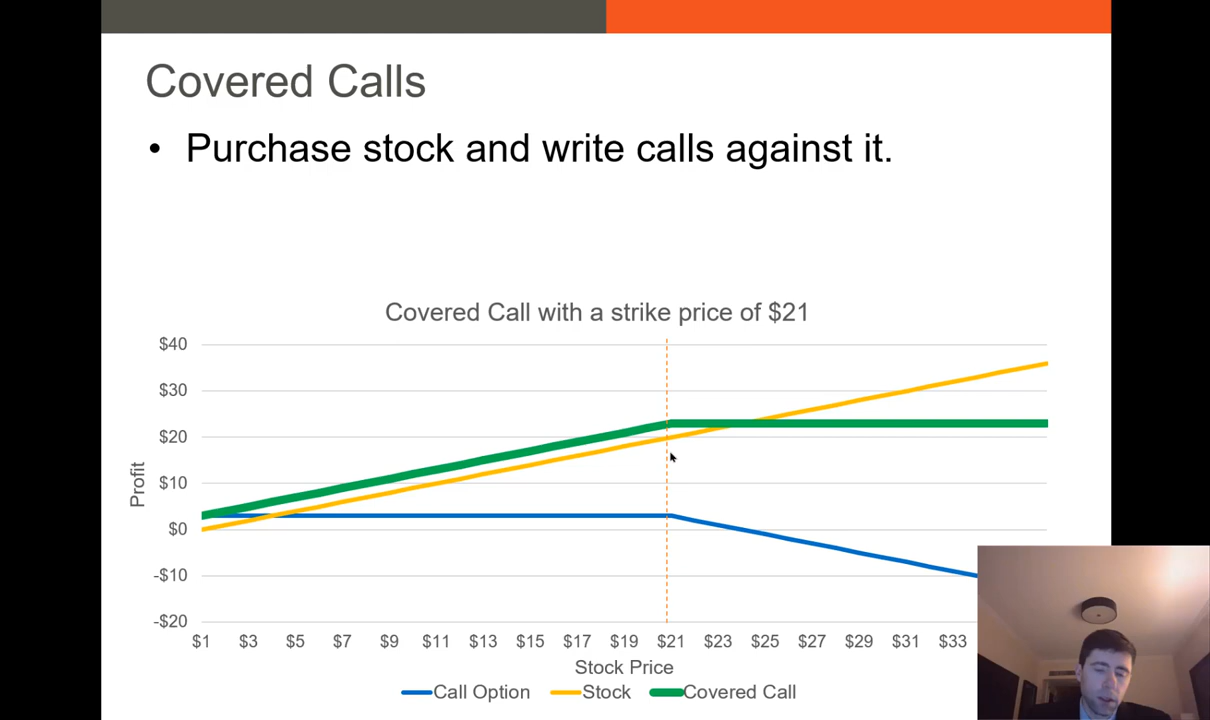 Covered Calls
• Purchase stock and write calls against it.
Covered Call with a strike price of $21
$40
$30
$20
$10
$0
-$10
-$20
Profit
$1 $3 $5 $7 $9 $11 $13 $15 $17 $19 $21 $23 $25 $27 $29 $31 $33
Stock Price
Call Option Stock Covered Call